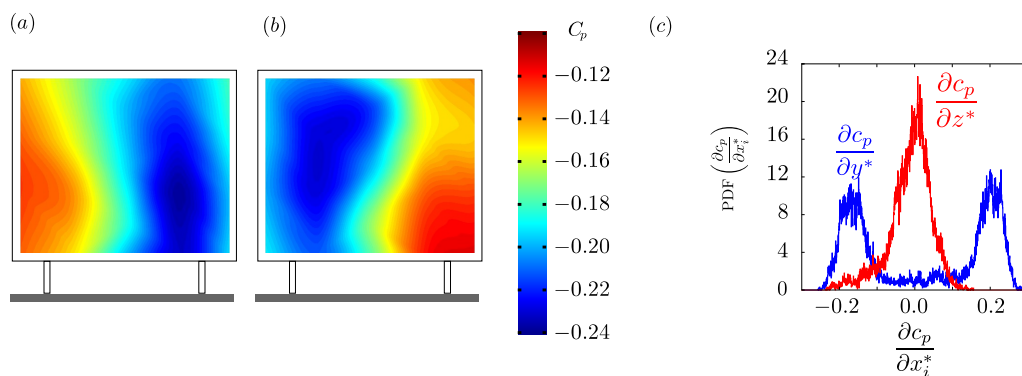 (a)
(b)
C_p
−0.12
−0.14
−0.16
−0.18
−0.20
−0.22
−0.24
(c)
24
20
16
12
8
4
0
PDF (∂c_p/∂x_i^*)
∂c_p/∂y*
∂c_p/∂z*
−0.2 0.0 0.2
∂c_p/∂x_i^*